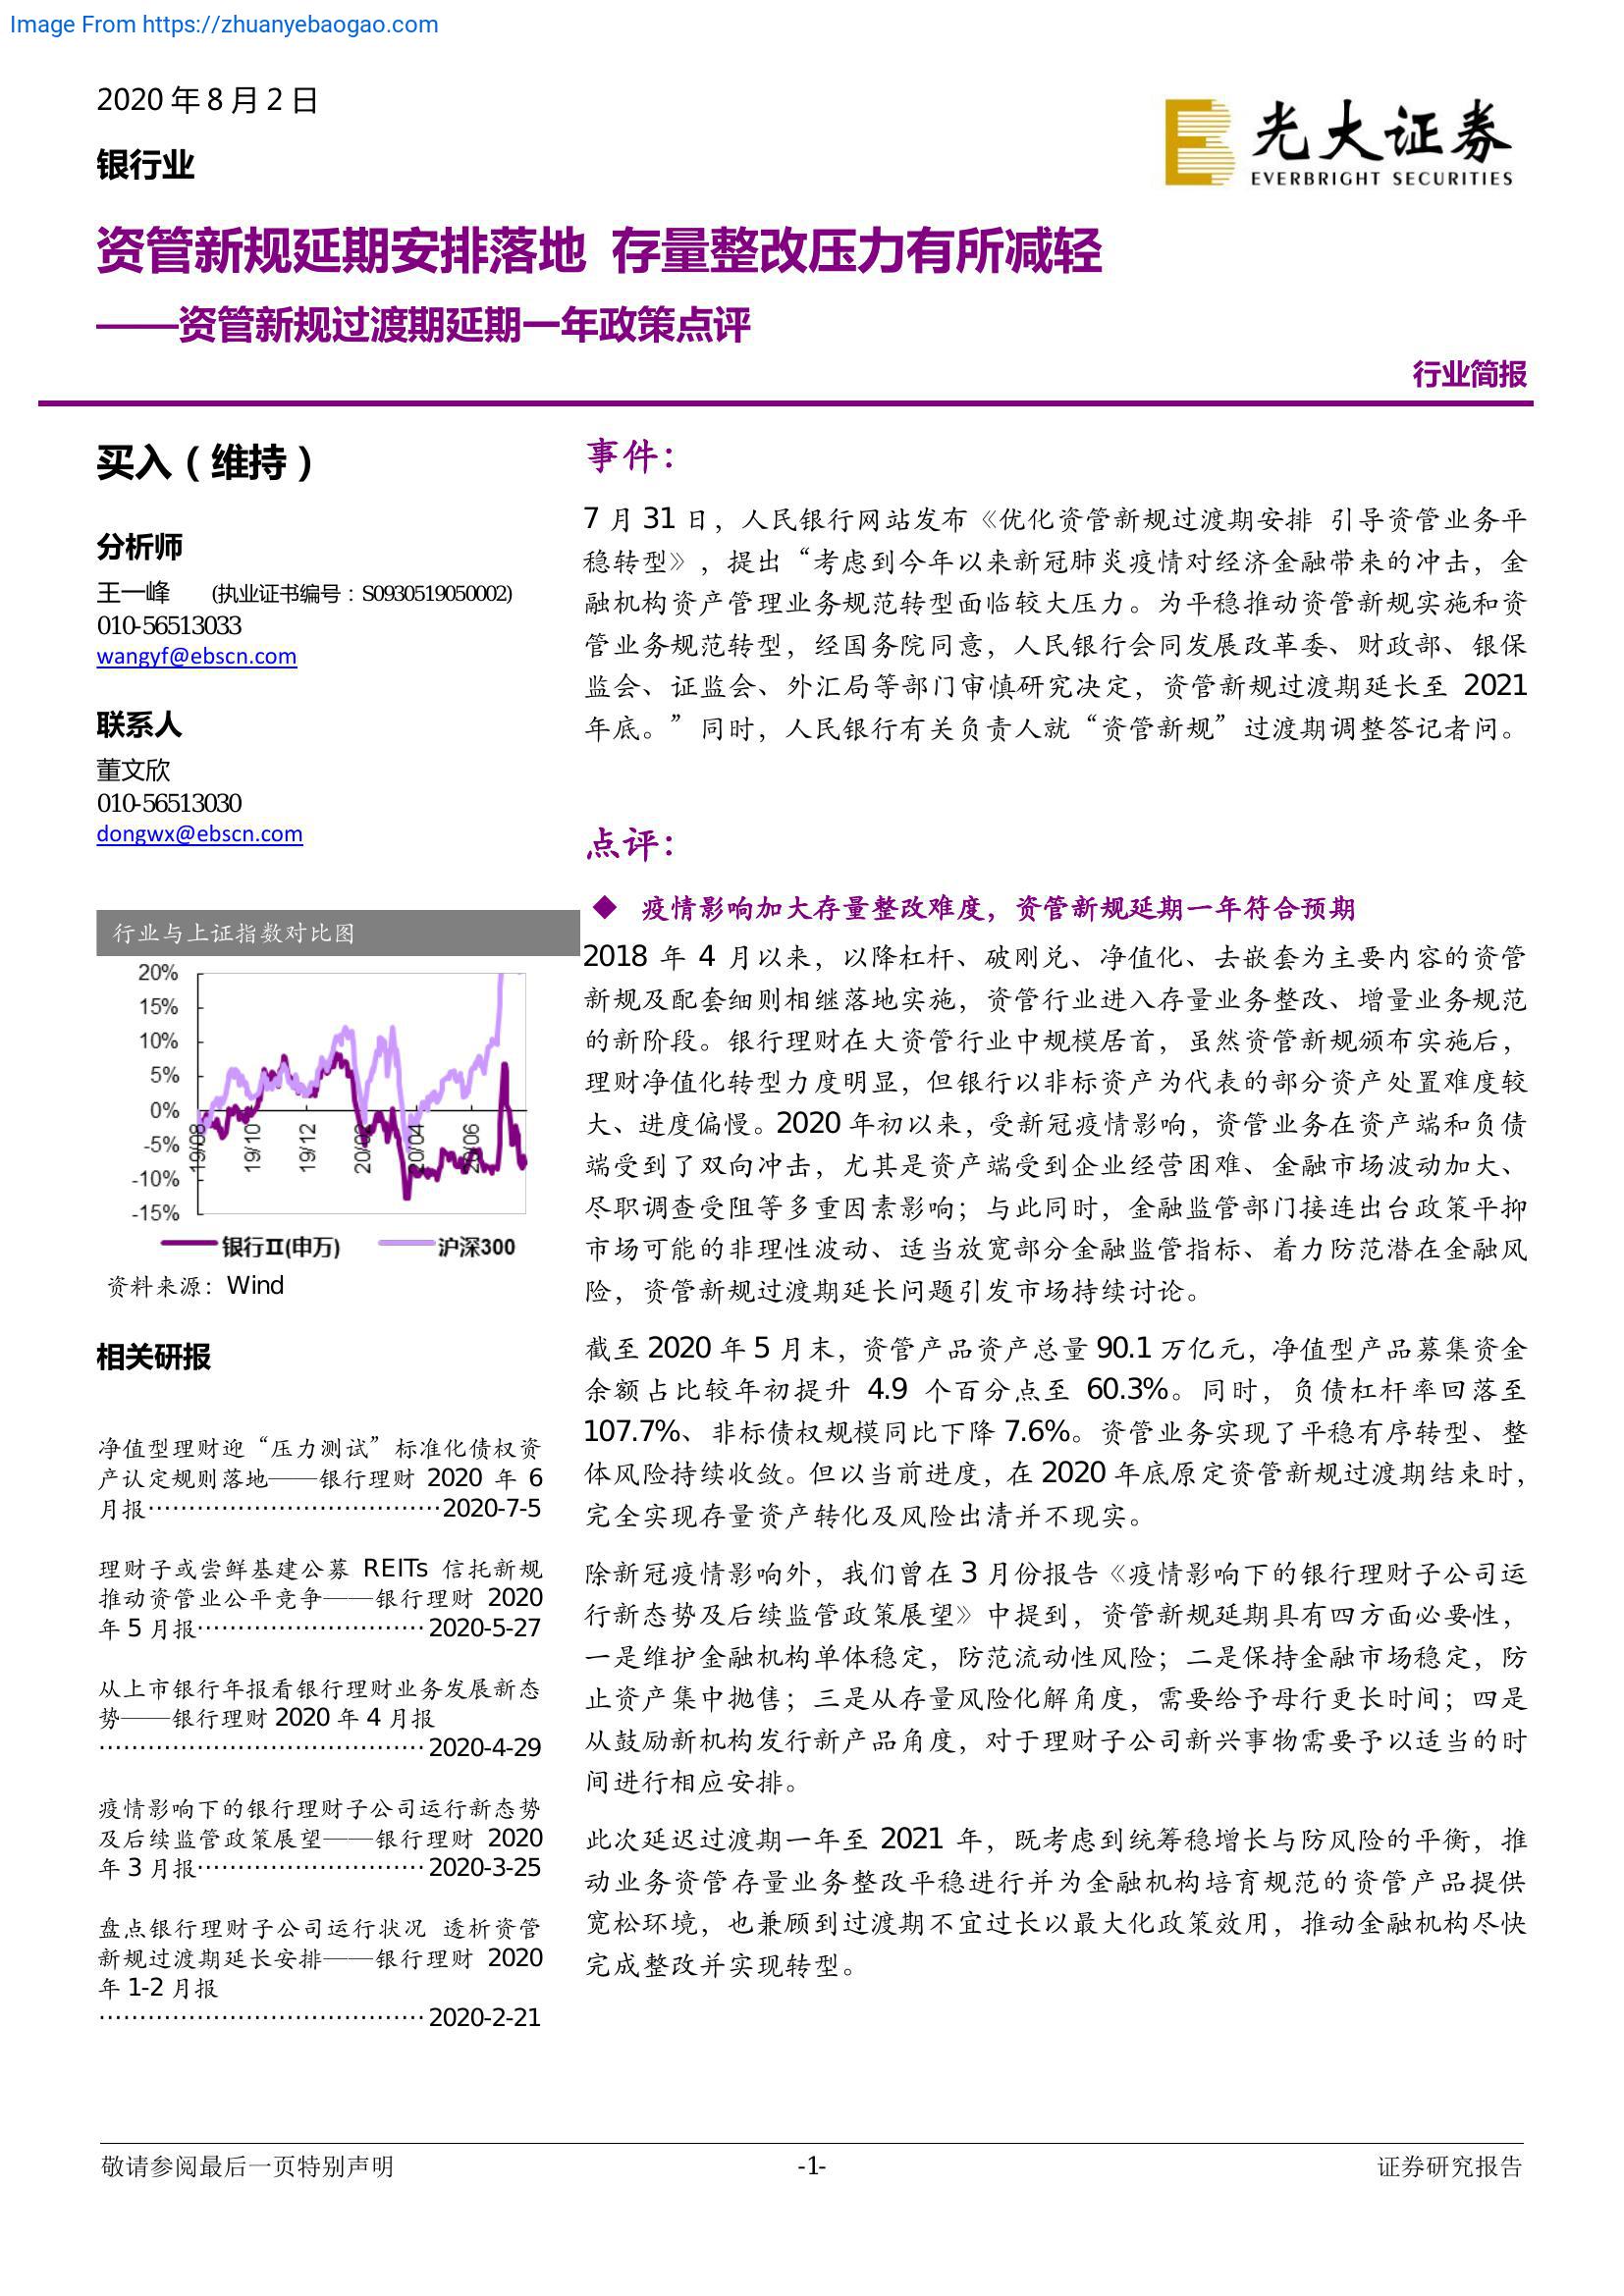 Image From https://zhuanyebaogao.com
2020 年 8 月 2 日
银行业
光大证券
EVERBRIGHT SECURITIES
资管新规延期安排落地 存量整改压力有所减轻
——资管新规过渡期延期一年政策点评
行业简报
买入（维持）
分析师
王一峰 (执业证书编号：S0930519050002)
010-56513033
wangyf@ebscn.com
联系人
董文欣
010-56513030
dongwx@ebscn.com
行业与上证指数对比图
20%
15%
10%
5%
0%
-5%
-10%
-15%
19/08 19/10 19/12 20/02 20/04 20/06
银行Ⅱ(申万) 沪深300
资料来源：Wind
相关研报
净值型理财迎“压力测试”标准化债权资
产认定规则落地——银行理财 2020 年 6
月报····································2020-7-5
理财子或尝鲜基建公募 REITs 信托新规
推动资管业公平竞争——银行理财 2020
年 5 月报····························2020-5-27
从上市银行年报看银行理财业务发展新态
势——银行理财 2020 年 4 月报
········································2020-4-29
疫情影响下的银行理财子公司运行新态势
及后续监管政策展望——银行理财 2020
年 3 月报····························2020-3-25
盘点银行理财子公司运行状况 透析资管
新规过渡期延长安排——银行理财 2020
年 1-2 月报
········································2020-2-21
事件：
7 月 31 日，人民银行网站发布《优化资管新规过渡期安排 引导资管业务平
稳转型》，提出“考虑到今年以来新冠肺炎疫情对经济金融带来的冲击，金
融机构资产管理业务规范转型面临较大压力。为平稳推动资管新规实施和资
管业务规范转型，经国务院同意，人民银行会同发展改革委、财政部、银保
监会、证监会、外汇局等部门审慎研究决定，资管新规过渡期延长至 2021
年底。”同时，人民银行有关负责人就“资管新规”过渡期调整答记者问。
点评：
◆ 疫情影响加大存量整改难度，资管新规延期一年符合预期
2018 年 4 月以来，以降杠杆、破刚兑、净值化、去嵌套为主要内容的资管
新规及配套细则相继落地实施，资管行业进入存量业务整改、增量业务规范
的新阶段。银行理财在大资管行业中规模居首，虽然资管新规颁布实施后，
理财净值化转型力度明显，但银行以非标资产为代表的部分资产处置难度较
大、进度偏慢。2020 年初以来，受新冠疫情影响，资管业务在资产端和负债
端受到了双向冲击，尤其是资产端受到企业经营困难、金融市场波动加大、
尽职调查受阻等多重因素影响；与此同时，金融监管部门接连出台政策平抑
市场可能的非理性波动、适当放宽部分金融监管指标、着力防范潜在金融风
险，资管新规过渡期延长问题引发市场持续讨论。
截至 2020 年 5 月末，资管产品资产总量 90.1 万亿元，净值型产品募集资金
余额占比较年初提升 4.9 个百分点至 60.3%。同时，负债杠杆率回落至
107.7%、非标债权规模同比下降 7.6%。资管业务实现了平稳有序转型、整
体风险持续收敛。但以当前进度，在 2020 年底原定资管新规过渡期结束时，
完全实现存量资产转化及风险出清并不现实。
除新冠疫情影响外，我们曾在 3 月份报告《疫情影响下的银行理财子公司运
行新态势及后续监管政策展望》中提到，资管新规延期具有四方面必要性，
一是维护金融机构单体稳定，防范流动性风险；二是保持金融市场稳定，防
止资产集中抛售；三是从存量风险化解角度，需要给予母行更长时间；四是
从鼓励新机构发行新产品角度，对于理财子公司新兴事物需要予以适当的时
间进行相应安排。
此次延迟过渡期一年至 2021 年，既考虑到统筹稳增长与防风险的平衡，推
动业务资管存量业务整改平稳进行并为金融机构培育规范的资管产品提供
宽松环境，也兼顾到过渡期不宜过长以最大化政策效用，推动金融机构尽快
完成整改并实现转型。
敬请参阅最后一页特别声明 -1- 证券研究报告